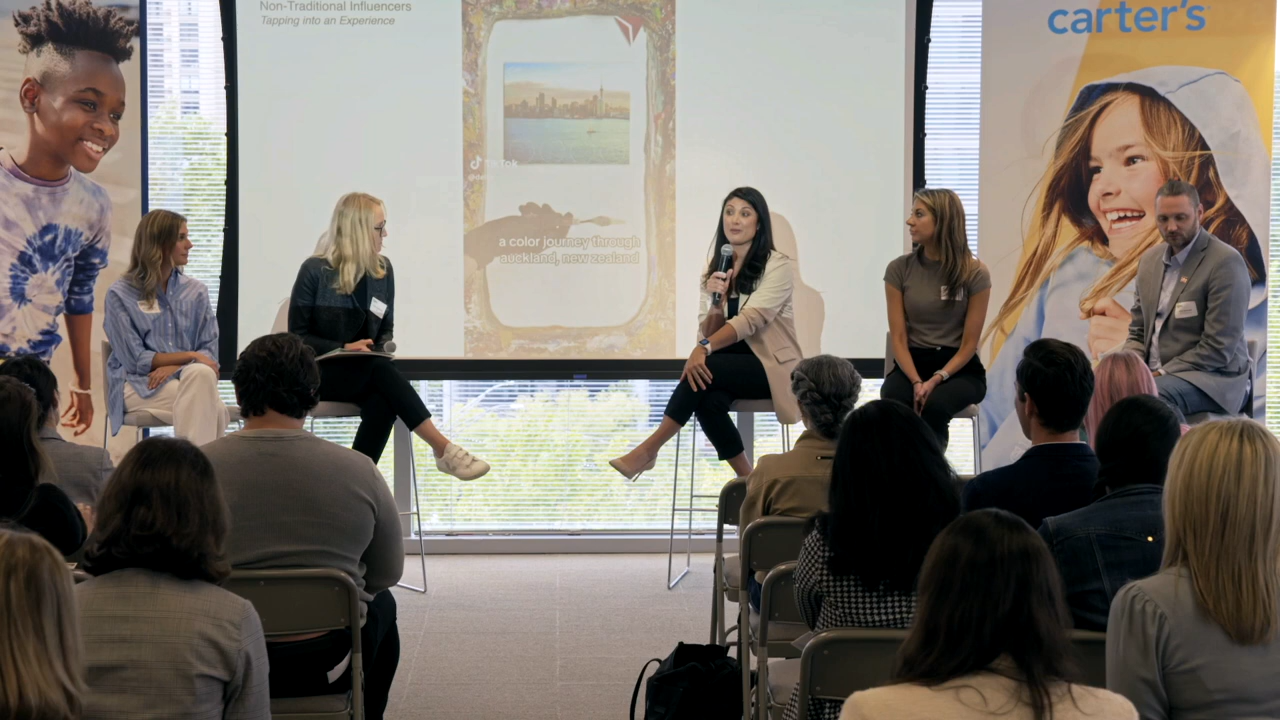 Non-Traditional Influencers
Tapping into an Experience
carter's
TikTok
a color journey through
auckland, new zealand